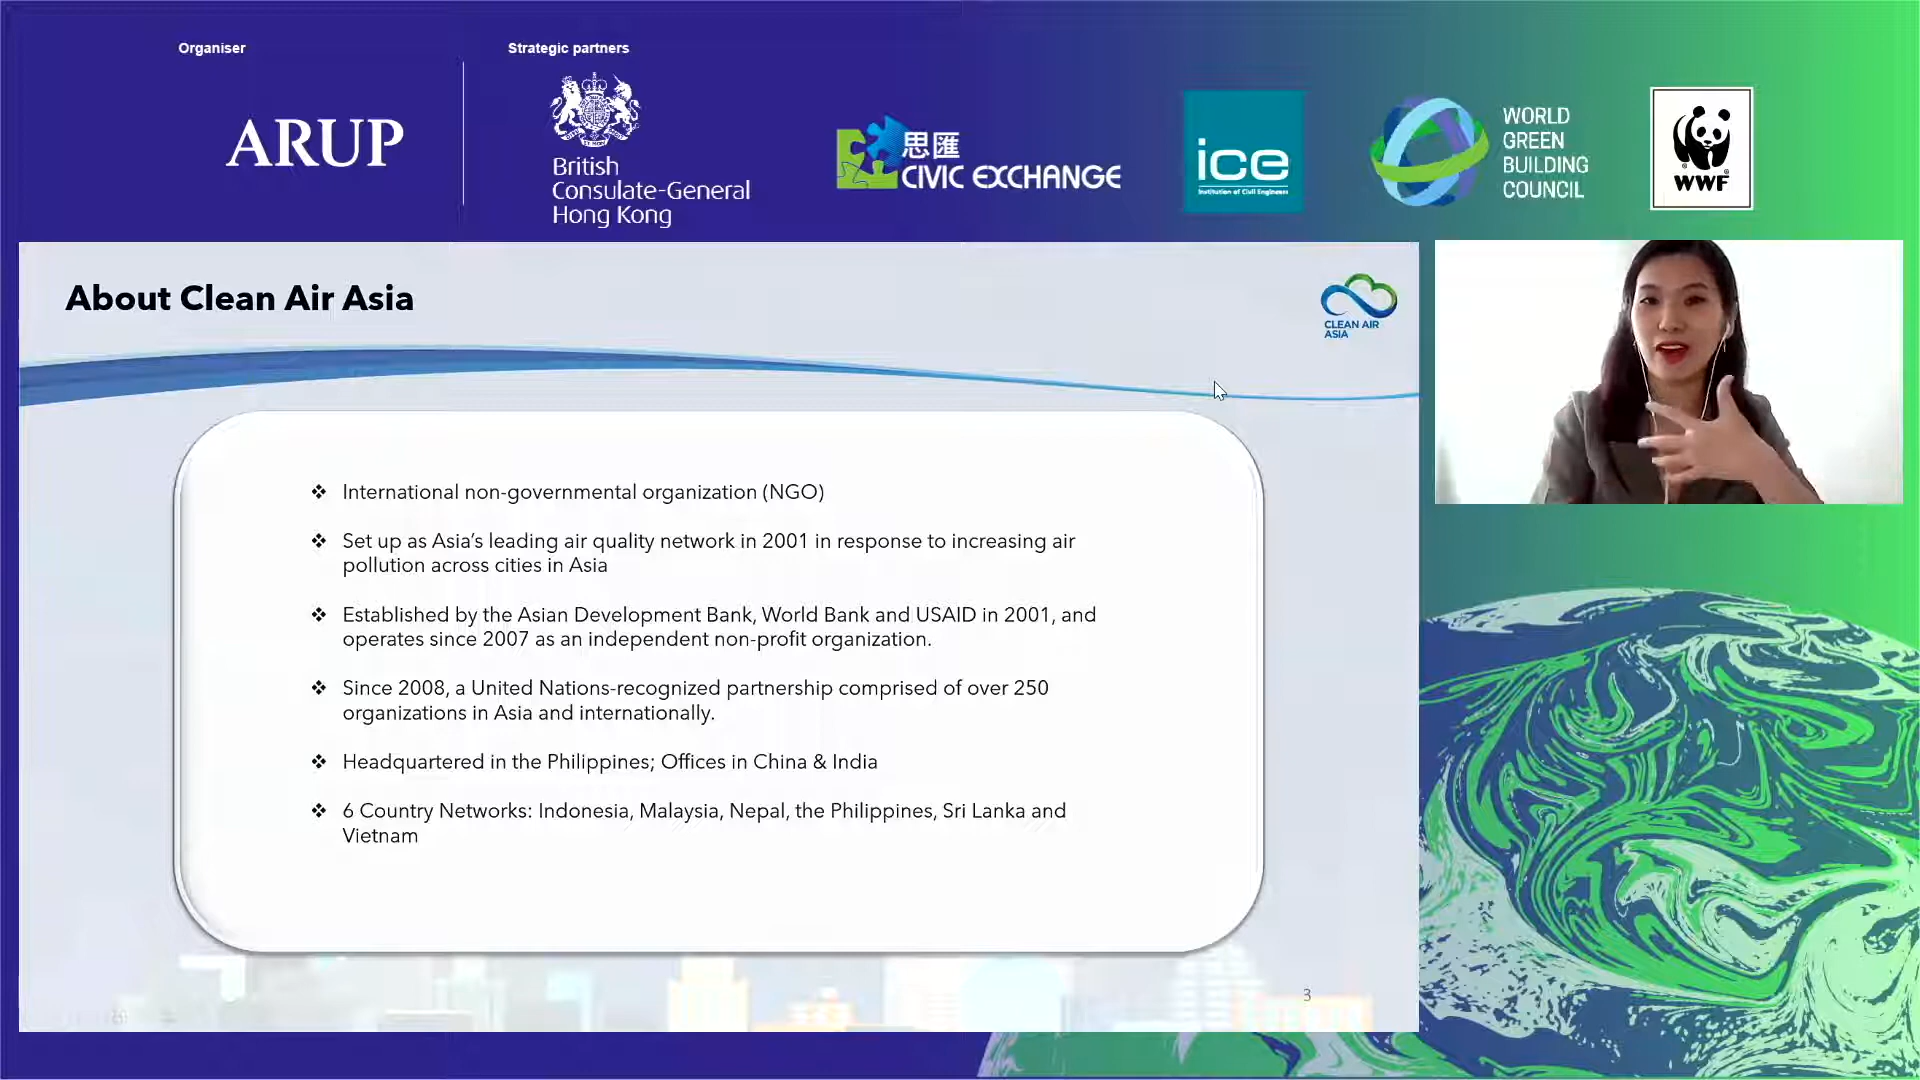 Organiser
Strategic partners
ARUP
British
Consulate-General
Hong Kong
思匯
CIVIC EXCHANGE
ice
Institution of Civil Engineers
WORLD
GREEN
BUILDING
COUNCIL
WWF
About Clean Air Asia
CLEAN AIR
ASIA
❖ International non-governmental organization (NGO)
❖ Set up as Asia’s leading air quality network in 2001 in response to increasing air
pollution across cities in Asia
❖ Established by the Asian Development Bank, World Bank and USAID in 2001, and
operates since 2007 as an independent non-profit organization.
❖ Since 2008, a United Nations-recognized partnership comprised of over 250
organizations in Asia and internationally.
❖ Headquartered in the Philippines; Offices in China & India
❖ 6 Country Networks: Indonesia, Malaysia, Nepal, the Philippines, Sri Lanka and
Vietnam
3